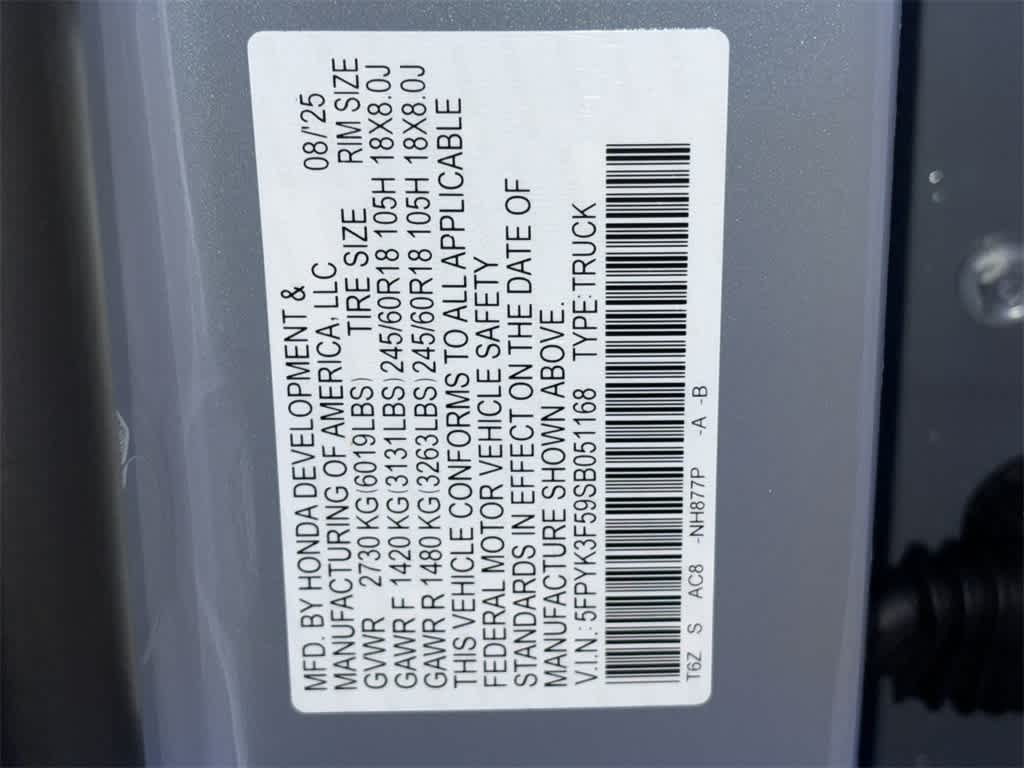 MFD. BY HONDA DEVELOPMENT & 08/'25
MANUFACTURING OF AMERICA, LLC
TIRE SIZE RIM SIZE
GVWR 2730 KG(6019LBS)
GAWR F 1420 KG(3131LBS) 245/60R18 105H 18X8.0J
GAWR R 1480 KG(3263LBS) 245/60R18 105H 18X8.0J
THIS VEHICLE CONFORMS TO ALL APPLICABLE
FEDERAL MOTOR VEHICLE SAFETY
STANDARDS IN EFFECT ON THE DATE OF
MANUFACTURE SHOWN ABOVE.
V.I.N.: 5FPYK3F59SB051168 TYPE:TRUCK
T6Z S AC8 -NH877P -A -B